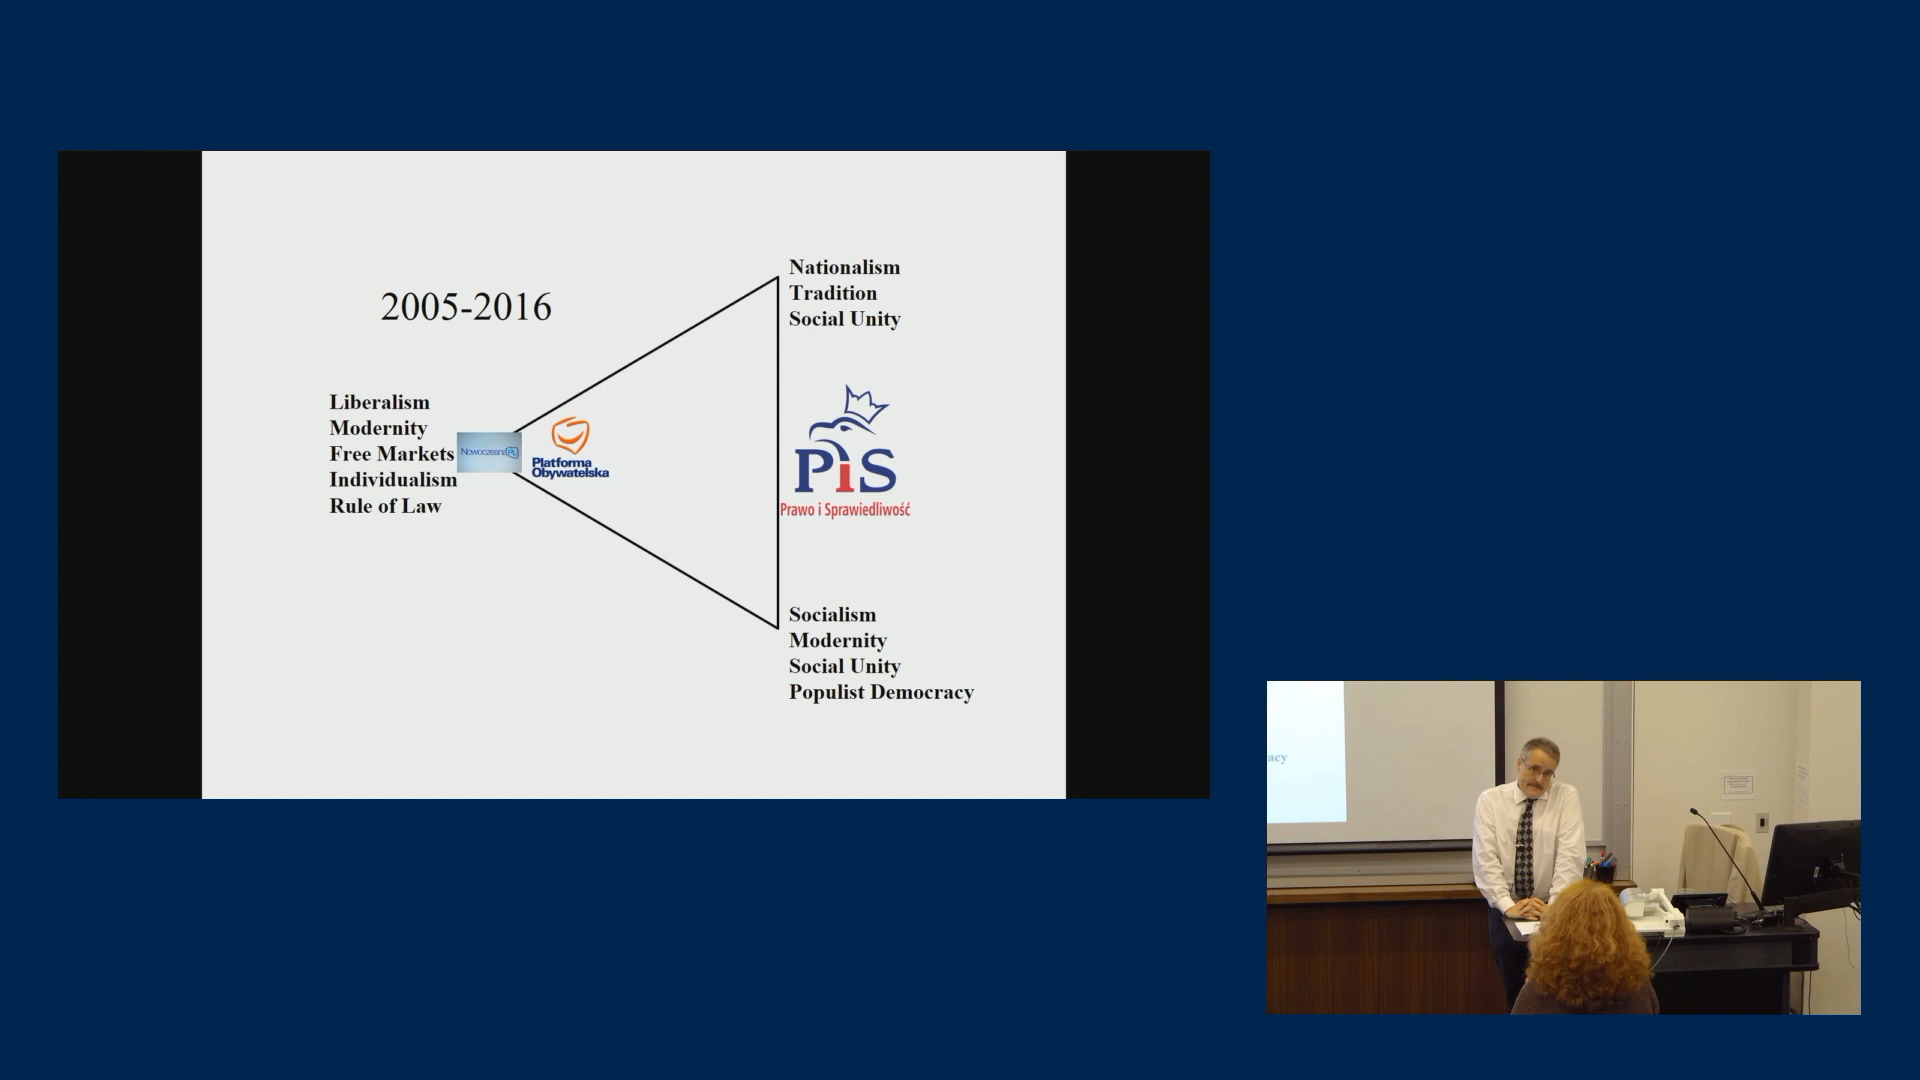 2005-2016
Nationalism
Tradition
Social Unity
Liberalism
Modernity
Free Markets
Individualism
Rule of Law
Nowoczesna PL
Platforma
Obywatelska
PiS
Prawo i Sprawiedliwość
Socialism
Modernity
Social Unity
Populist Democracy
acy